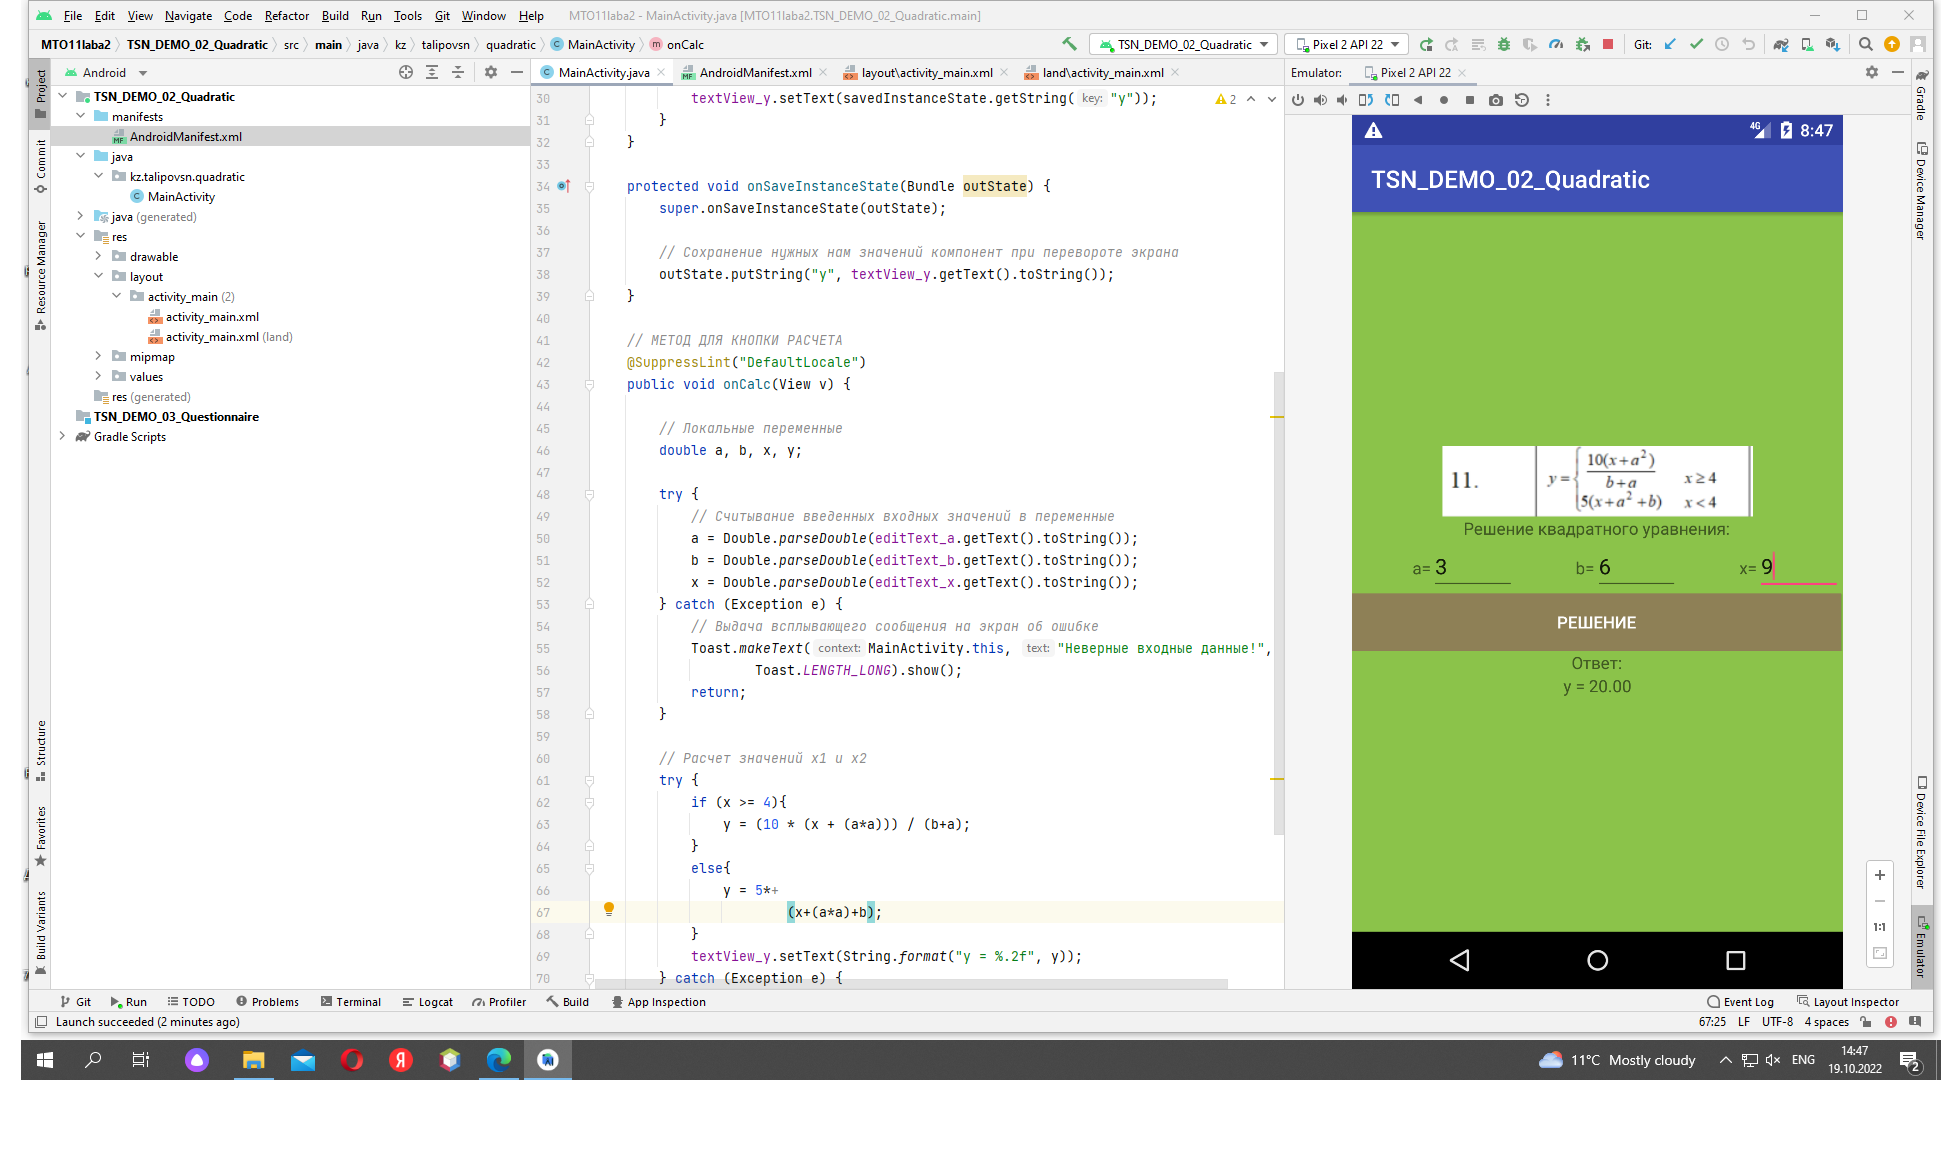 File Edit View Navigate Code Refactor Build Run Tools Git Window Help MTO11laba2 - MainActivity.java [MTO11laba2.TSN_DEMO_02_Quadratic.main]
MTO11laba2 TSN_DEMO_02_Quadratic src main java kz talipovsn quadratic MainActivity onCalc TSN_DEMO_02_Quadratic Pixel 2 API 22 Git:
Android MainActivity.java AndroidManifest.xml layout\activity_main.xml land\activity_main.xml Emulator: Pixel 2 API 22
Project
Commit
Resource Manager
Structure
Favorites
Build Variants
TSN_DEMO_02_Quadratic
manifests
AndroidManifest.xml
java
kz.talipovsn.quadratic
MainActivity
java (generated)
res
drawable
layout
activity_main (2)
activity_main.xml
activity_main.xml (land)
mipmap
values
res (generated)
TSN_DEMO_03_Questionnaire
Gradle Scripts
2
30 textView_y.setText(savedInstanceState.getString( key: "y"));
31 }
32 }
33
34 protected void onSaveInstanceState(Bundle outState) {
35 super.onSaveInstanceState(outState);
36
37 // Сохранение нужных нам значений компонент при перевороте экрана
38 outState.putString("y", textView_y.getText().toString());
39 }
40
41 // МЕТОД ДЛЯ КНОПКИ РАСЧЕТА
42 @SuppressLint("DefaultLocale")
43 public void onCalc(View v) {
44
45 // Локальные переменные
46 double a, b, x, y;
47
48 try {
49 // Считывание введенных входных значений в переменные
50 a = Double.parseDouble(editText_a.getText().toString());
51 b = Double.parseDouble(editText_b.getText().toString());
52 x = Double.parseDouble(editText_x.getText().toString());
53 } catch (Exception e) {
54 // Выдача всплывающего сообщения на экран об ошибке
55 Toast.makeText( context: MainActivity.this, text: "Неверные входные данные!",
56 Toast.LENGTH_LONG).show();
57 return;
58 }
59
60 // Расчет значений x1 и x2
61 try {
62 if (x >= 4){
63 y = (10 * (x + (a*a))) / (b+a);
64 }
65 else{
66 y = 5*+
67 (x+(a*a)+b);
68 }
69 textView_y.setText(String.format("y = %.2f", y));
70 } catch (Exception e) {
4G 8:47
TSN_DEMO_02_Quadratic
11. y = { 10(x+a²) / b+a x ≥ 4
5(x+a²+b) x < 4
Решение квадратного уравнения:
a= 3 b= 6 x= 9
РЕШЕНИЕ
Ответ:
y = 20.00
1:1
Gradle
Device Manager
Device File Explorer
Emulator
Git Run TODO Problems Terminal Logcat Profiler Build App Inspection Event Log Layout Inspector
Launch succeeded (2 minutes ago) 67:25 LF UTF-8 4 spaces
11°C Mostly cloudy ENG 14:47
19.10.2022 2